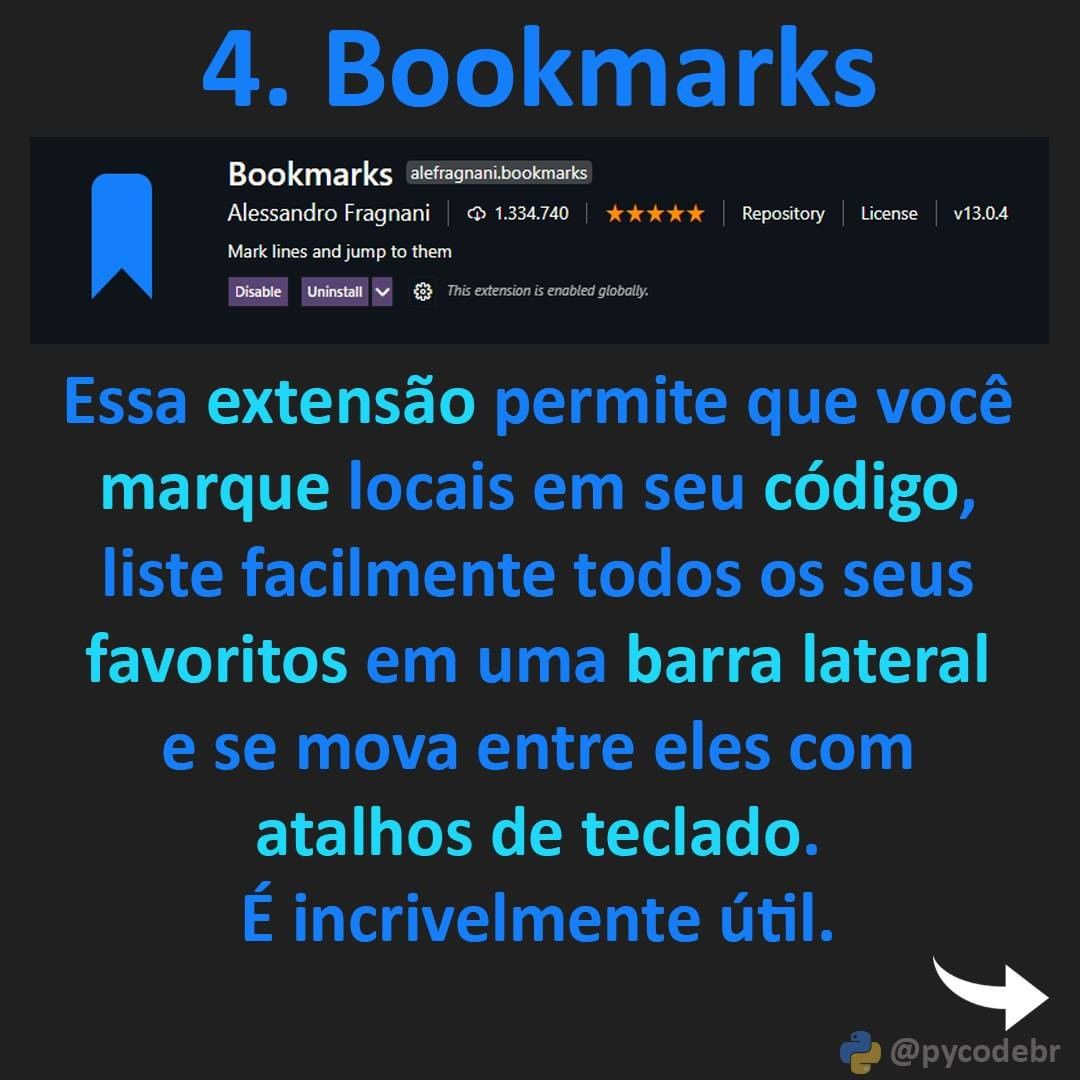 4. Bookmarks
Bookmarks alefragnani.bookmarks
Alessandro Fragnani 1.334.740 ★★★★★ Repository License v13.0.4
Mark lines and jump to them
Disable Uninstall This extension is enabled globally.
Essa extensão permite que você
marque locais em seu código,
liste facilmente todos os seus
favoritos em uma barra lateral
e se mova entre eles com
atalhos de teclado.
É incrivelmente útil.
@pycodebr